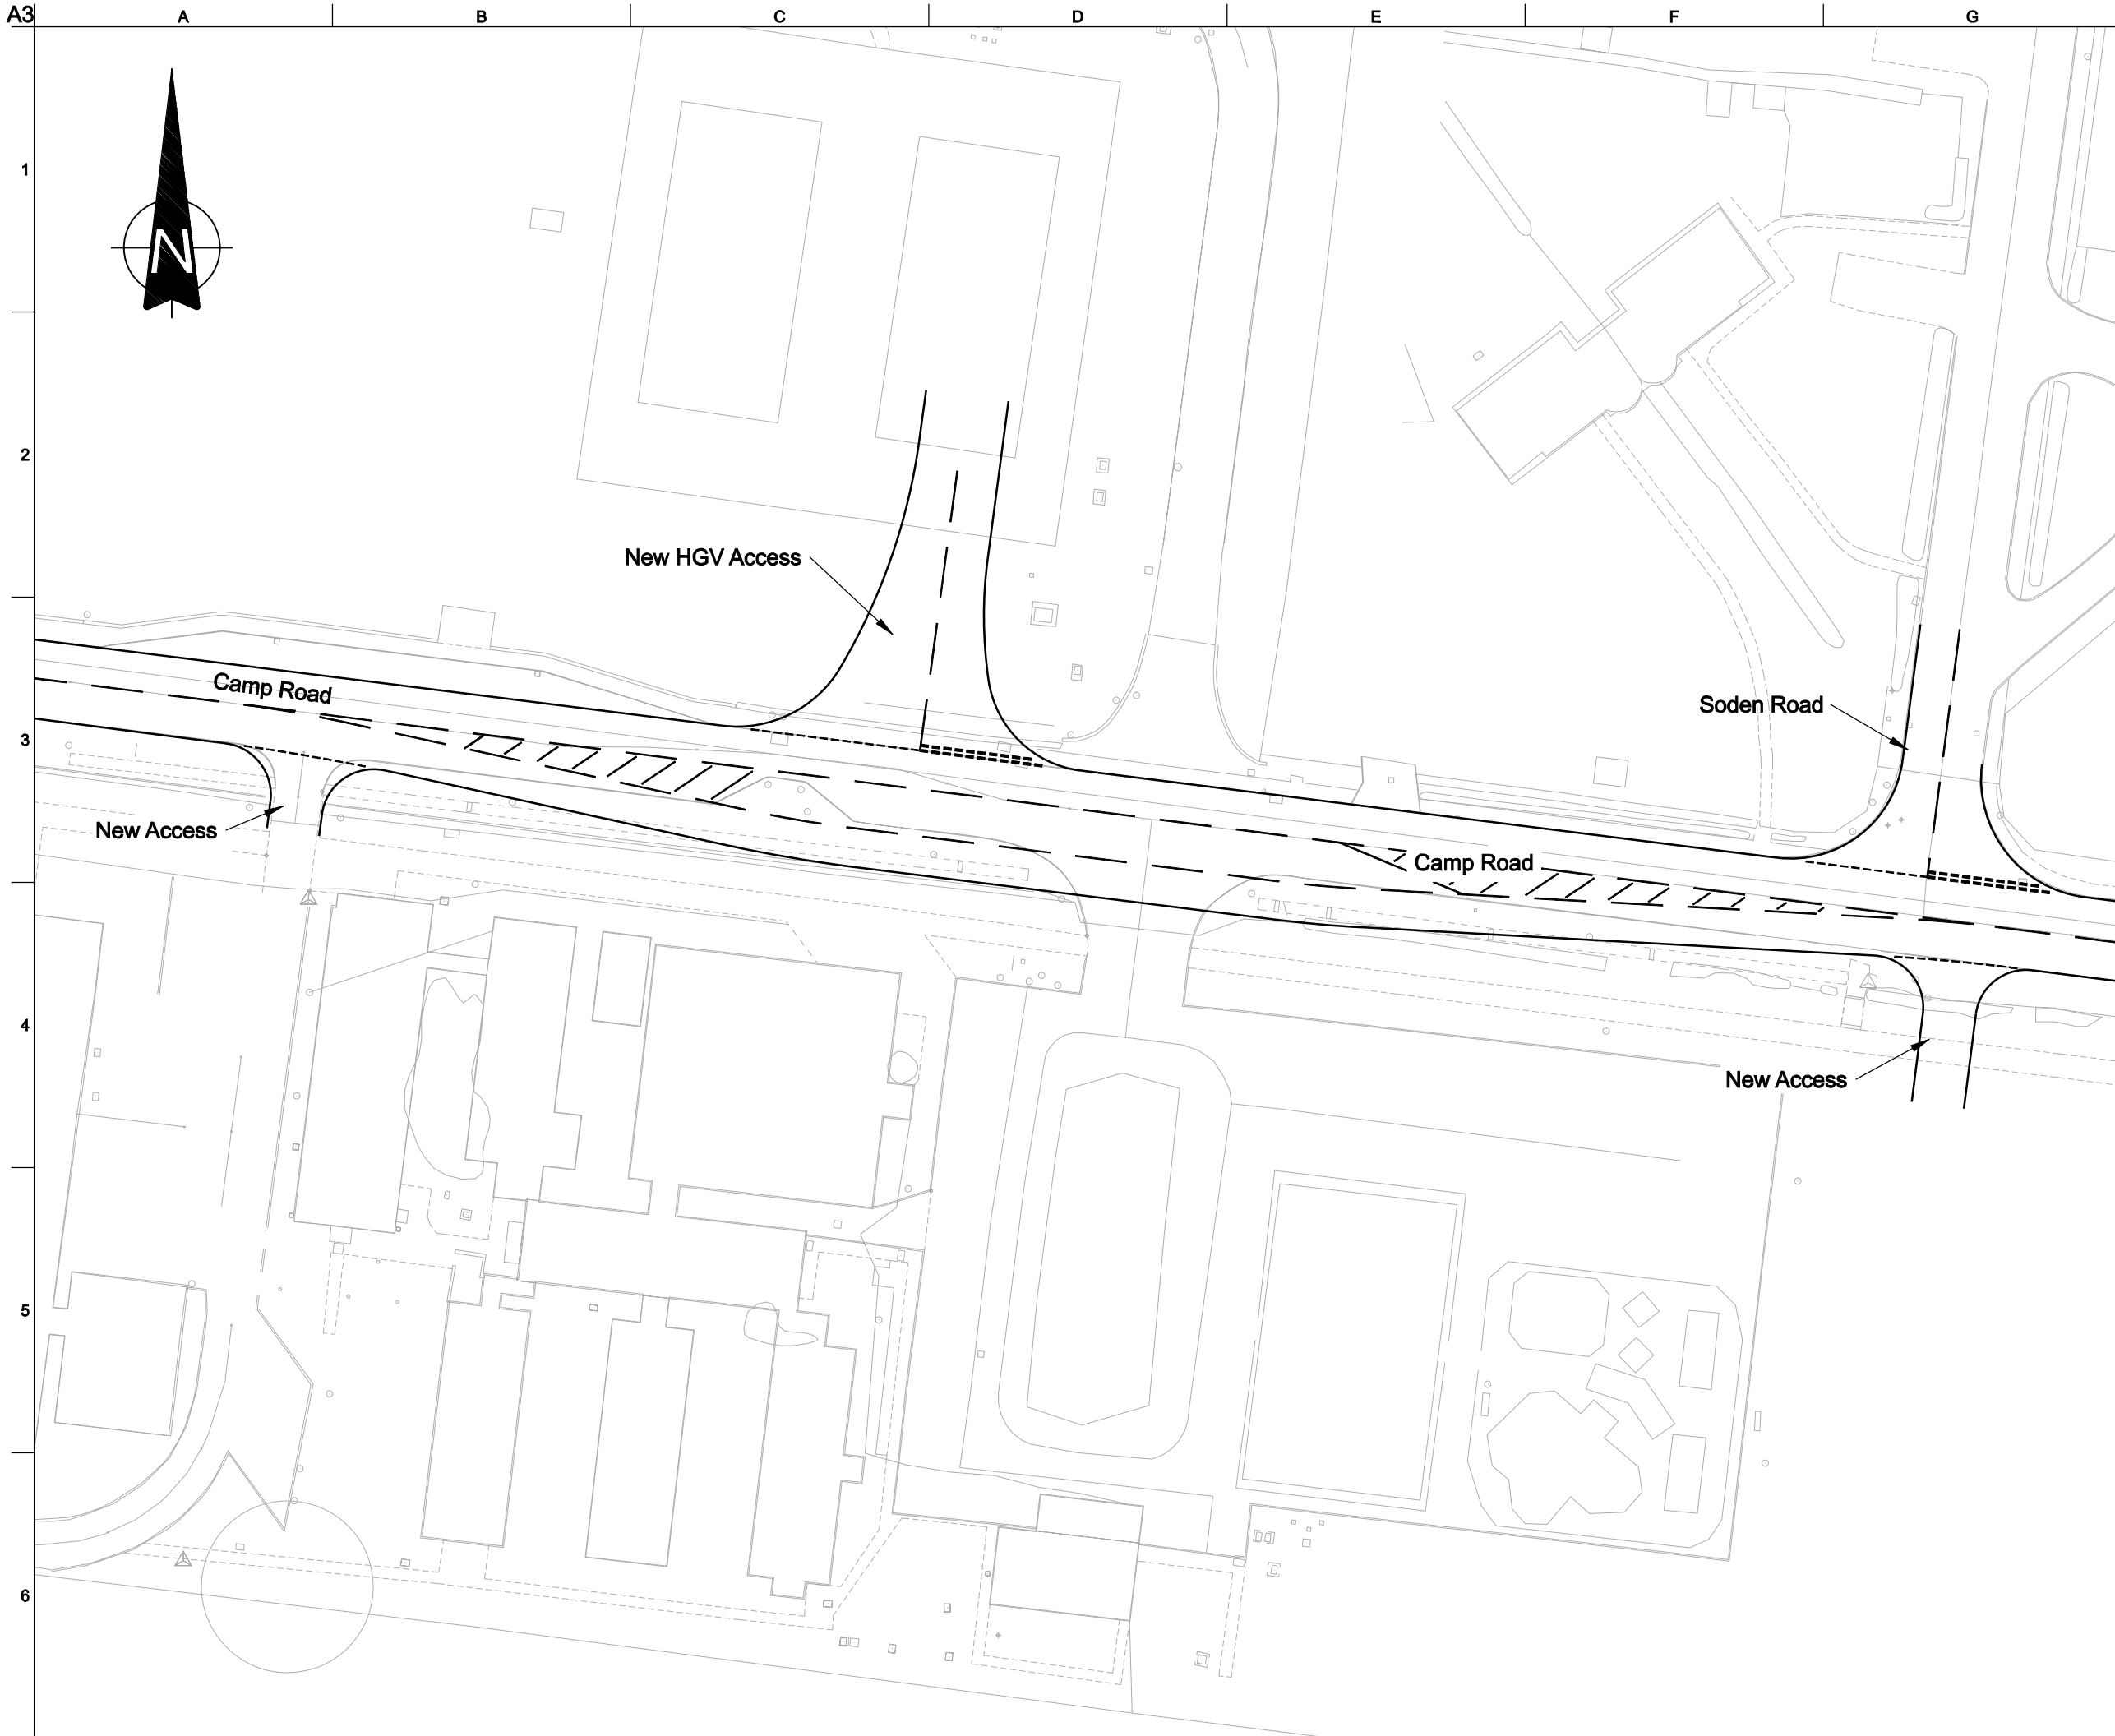 A3 A B C D E F G
N
1
2
New HGV Access
Camp Road
Soden Road
3
New Access
Camp Road
4
New Access
5
6